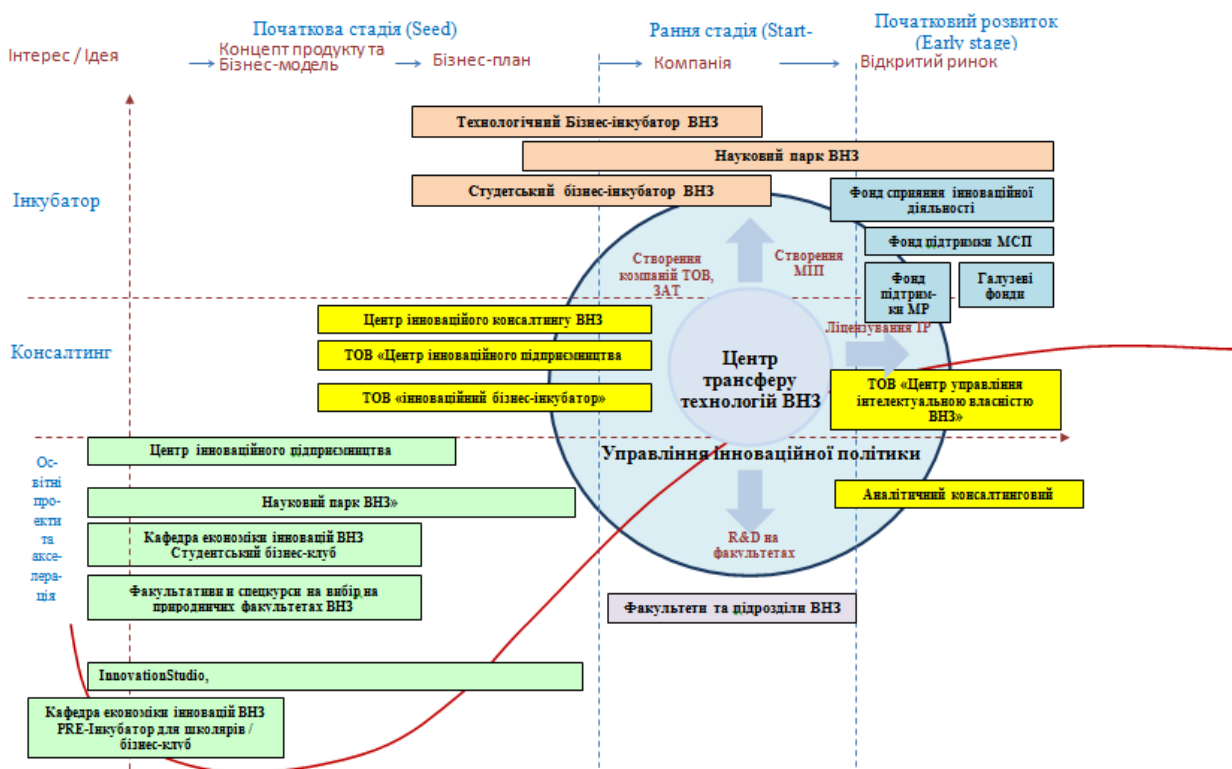 Початкова стадія (Seed)
Рання стадія (Start-
Початковий розвиток
(Early stage)
Інтерес / Ідея
Концепт продукту та
Бізнес-модель
Бізнес-план
Компанія
Відкритий ринок
Технологічний Бізнес-інкубатор ВНЗ
Науковий парк ВНЗ
Студетський бізнес-інкубатор ВНЗ
Інкубатор
Фонд сприяння інноваційної
діяльності
Фонд підтримки МСП
Фонд
підтрим-
ки МР
Галузеві
фонди
Створення
компаній ТОВ,
ЗАТ
Створення
МІП
Ліцензування ІР
Консалтинг
Центр інноваційого консалтингу ВНЗ
ТОВ «Центр інноваційного підприємництва
ТОВ «інноваційний бізнес-інкубатор»
Центр
трансферу
технологій ВНЗ
ТОВ «Центр управління
інтелектуальною власністю
ВНЗ»
Управління інноваційної політики
Аналітичний консалтинговий
R&D на
факультетах
Факультети та підрозділи ВНЗ
Ос-
вітні
про-
екти
та
аксе-
лера-
ція
Центр інноваційного підприємництва
Науковий парк ВНЗ»
Кафедра економіки інновацій ВНЗ
Студентський бізнес-клуб
Факультативи и спецкурси на вибір на
природничих факультетах ВНЗ
InnovationStudio,
Кафедра економіки інновацій ВНЗ
PRE-Інкубатор для школярів /
бізнес-клуб